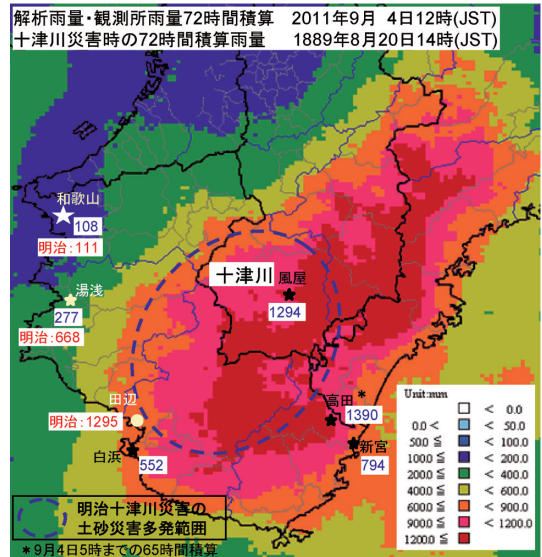 解析雨量・観測所雨量72時間積算　2011年9月 4日12時(JST)
十津川災害時の72時間積算雨量　1889年8月20日14時(JST)
和歌山
108
明治：111
湯浅
277
明治：668
十津川
風屋
1294
田辺
明治：1295
白浜
552
高田
*
1390
新宮
794
Unit:mm
< 0.0
0.0 < < 50.0
500 ≦ < 100.0
1000 ≦ < 200.0
2000 ≦ < 400.0
4000 ≦ < 600.0
6000 ≦ < 900.0
9000 ≦ < 1200.0
12000 ≦
明治十津川災害の
土砂災害多発範囲
＊9月4日5時までの65時間積算